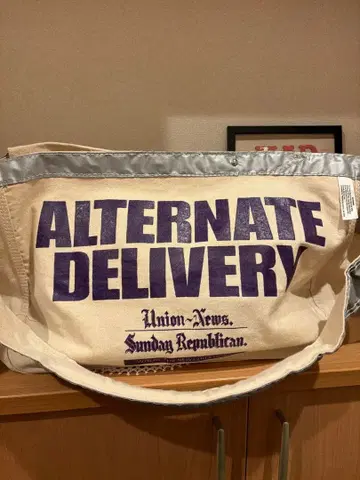 ALTERNATE
DELIVERY
Union-News.
Sunday Republican.